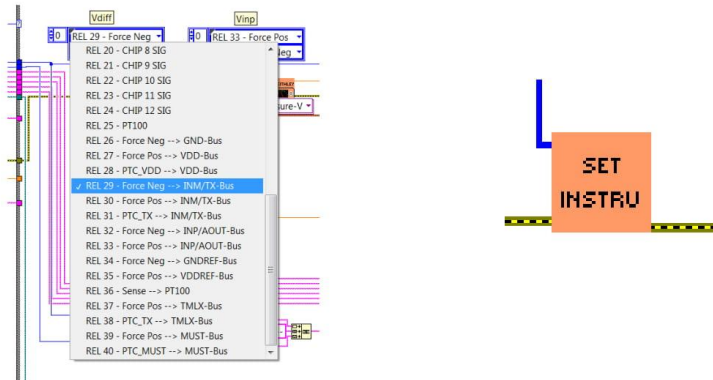 Vdiff
Vinp
0 REL 29 - Force Neg
0 REL 33 - Force Pos
Neg
REL 20 - CHIP 8 SIG
REL 21 - CHIP 9 SIG
REL 22 - CHIP 10 SIG
REL 23 - CHIP 11 SIG
REL 24 - CHIP 12 SIG
REL 25 - PT100
REL 26 - Force Neg --> GND-Bus
REL 27 - Force Pos --> VDD-Bus
REL 28 - PTC_VDD --> VDD-Bus
✓ REL 29 - Force Neg --> INM/TX-Bus
REL 30 - Force Pos --> INM/TX-Bus
REL 31 - PTC_TX --> INM/TX-Bus
REL 32 - Force Neg --> INP/AOUT-Bus
REL 33 - Force Pos --> INP/AOUT-Bus
REL 34 - Force Neg --> GNDREF-Bus
REL 35 - Force Pos --> VDDREF-Bus
REL 36 - Sense --> PT100
REL 37 - Force Pos --> TMLX-Bus
REL 38 - PTC_TX --> TMLX-Bus
REL 39 - Force Pos --> MUST-Bus
REL 40 - PTC_MUST --> MUST-Bus
sure-V
SET
INSTRU